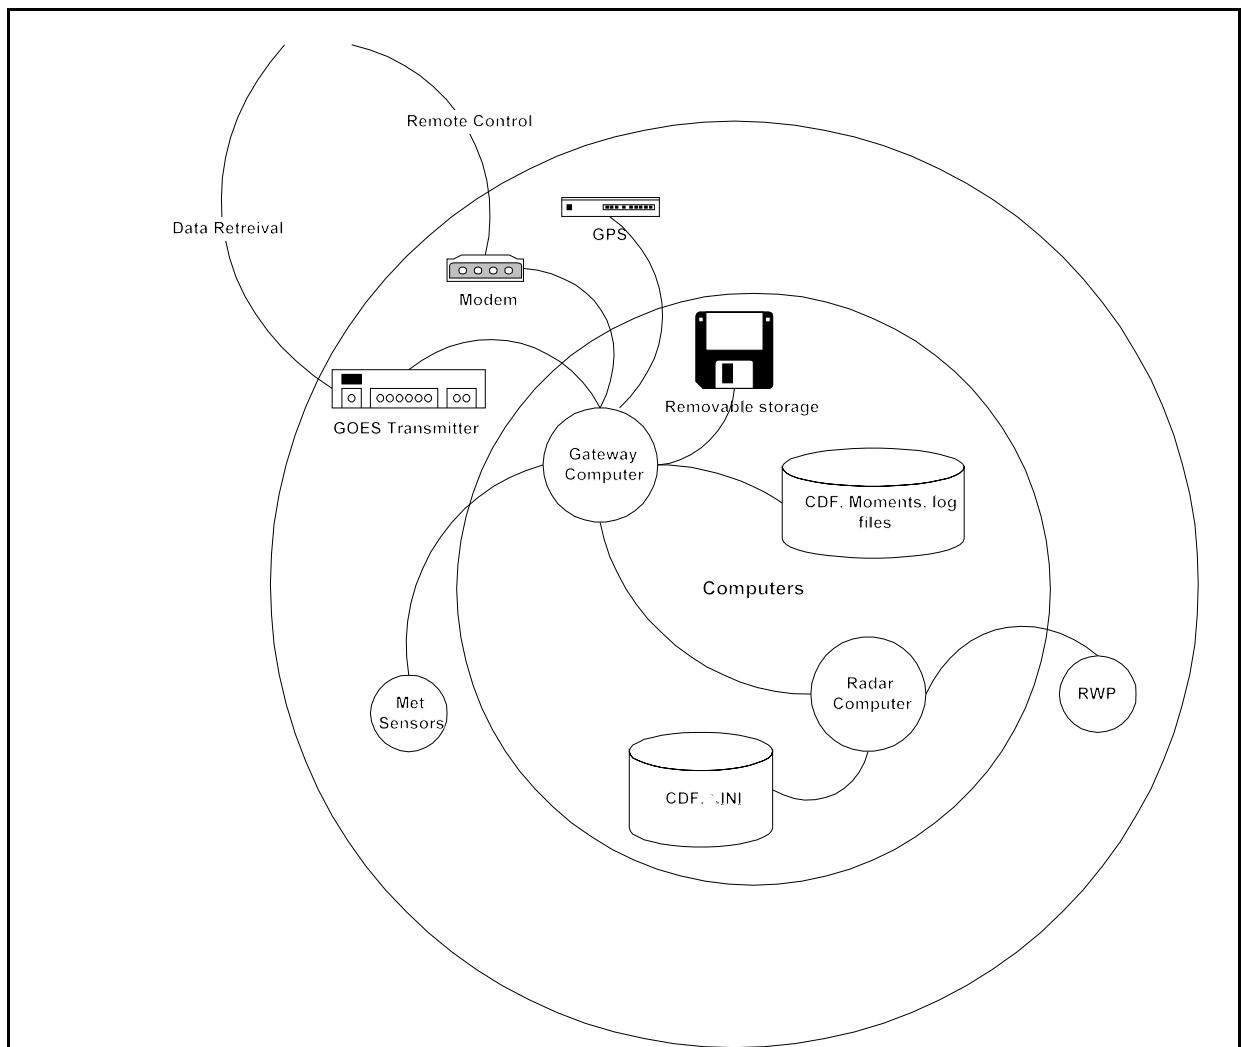 Remote Control
Data Retreival
GPS
Modem
Removable storage
GOES Transmitter
Gateway
Computer
CDF, Moments, log
files
Computers
Radar
Computer
RWP
Met
Sensors
CDF,